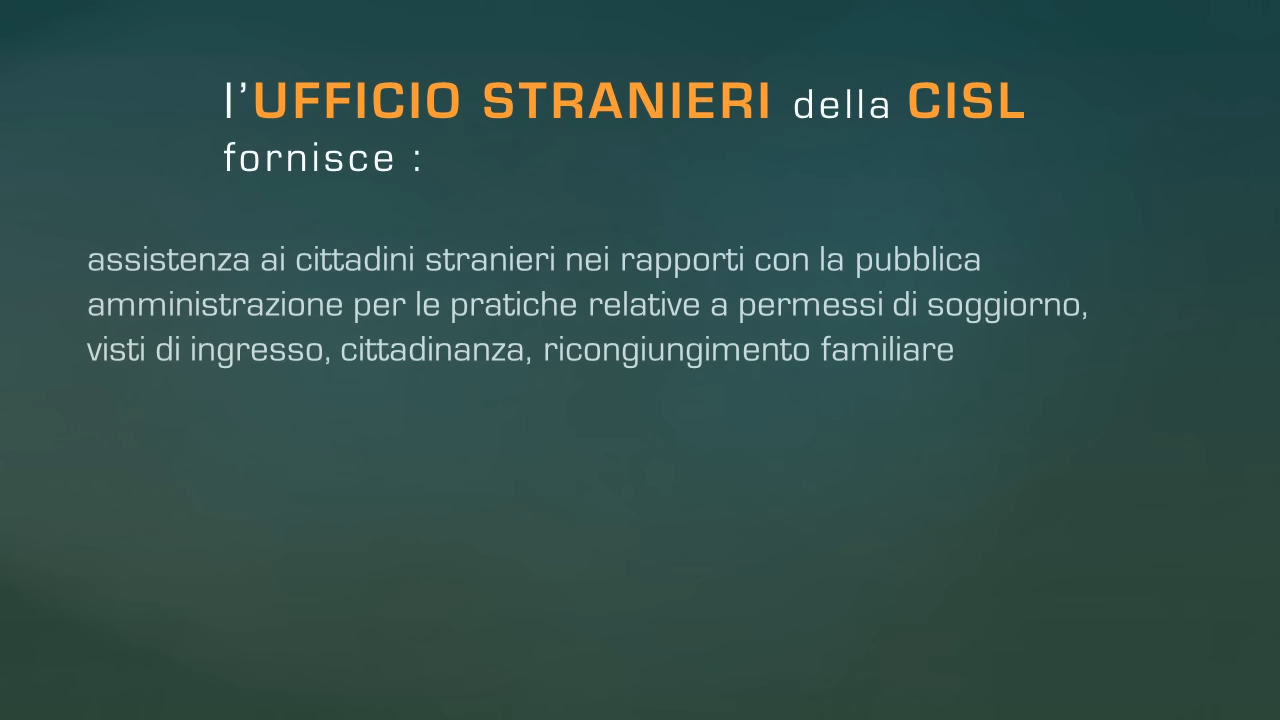 l’UFFICIO STRANIERI della CISL
fornisce :
assistenza ai cittadini stranieri nei rapporti con la pubblica
amministrazione per le pratiche relative a permessi di soggiorno,
visti di ingresso, cittadinanza, ricongiungimento familiare